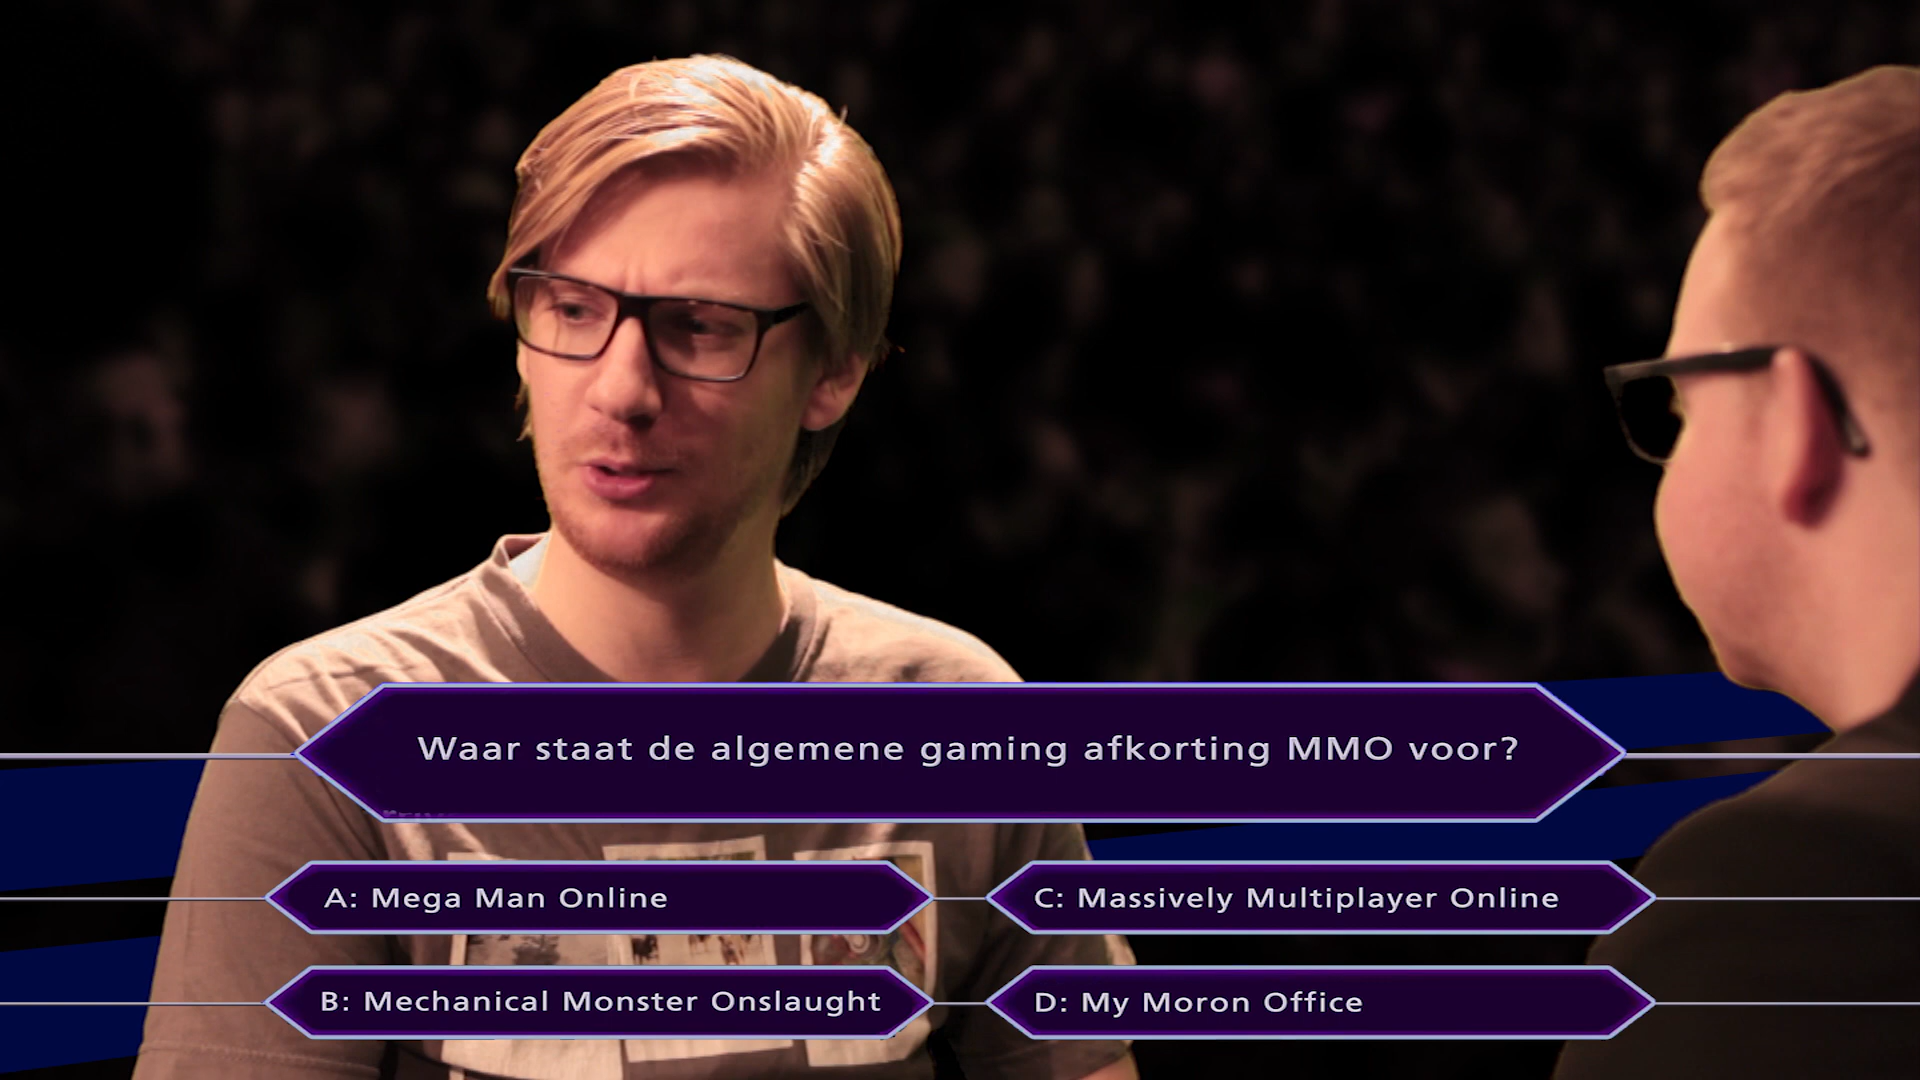 Waar staat de algemene gaming afkorting MMO voor?
A: Mega Man Online
C: Massively Multiplayer Online
B: Mechanical Monster Onslaught
D: My Moron Office